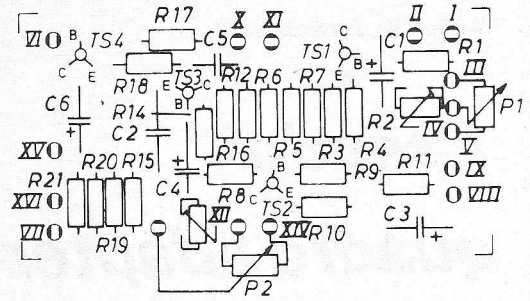 R17
X XI
II I
VI
B
TS4
C5
TS1
B
C1
R1
C
E
R18
TS3
C
E
+
III
C6
R14
B
R12 R6 R7
R2
P1
+
C2
IV
V
XV
+
R16
R5 R3 R4
R21
R20 R15
C4
B
R9
R11
IX
XVI
XII
R8
C
E
VIII
VII
R19
TS2
XIV
R10
C3
+
P2